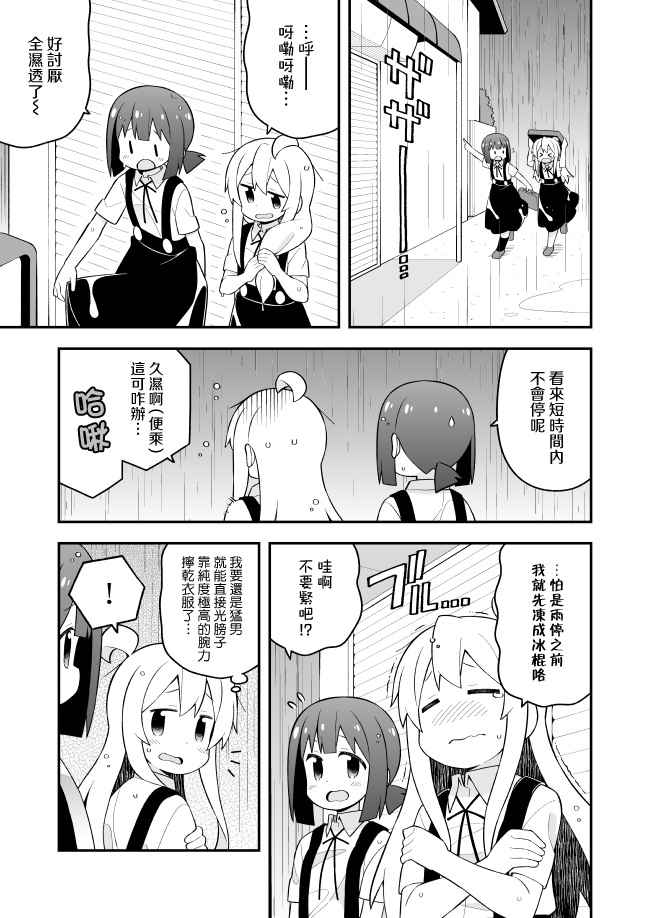 ザザー…
…呼——
呀嘞呀嘞…
好討厭
全濕透了～
看來短時間內
不會停呢
久濕啊(便乘)
這可咋辦…
哈啾
…怕是雨停之前
我就先凍成冰棍咯
ブル…
哇啊
不要緊吧!?
我要還是猛男
就能直接光膀子
靠純度極高的腕力
擰乾衣服了…
！